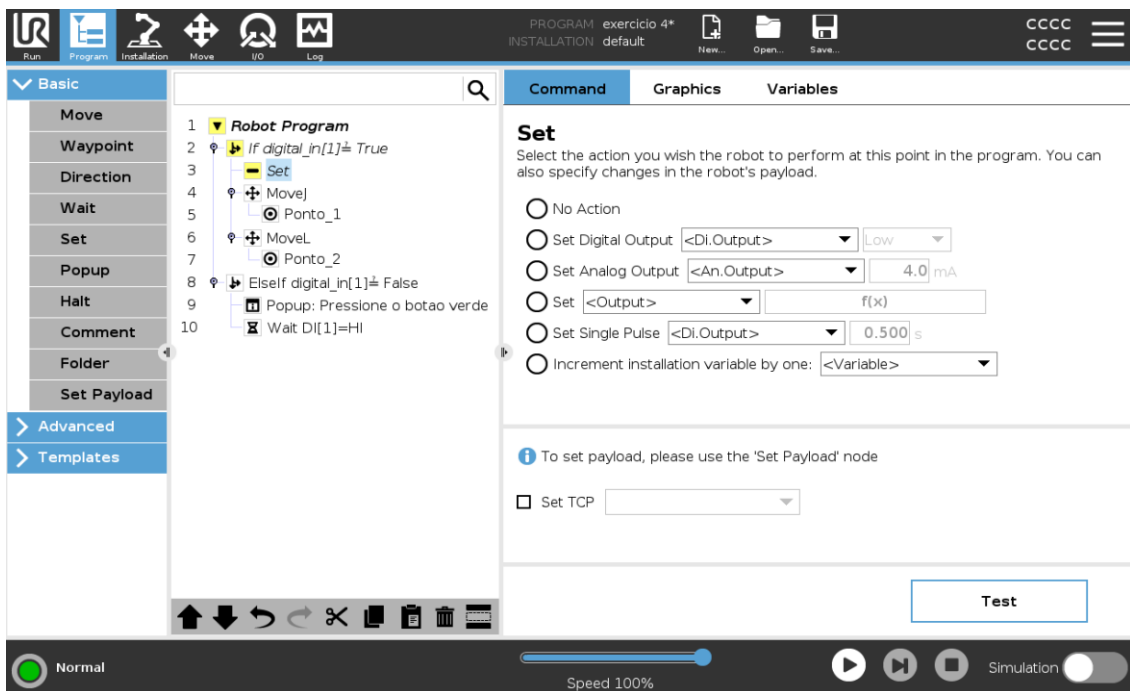 UR
PROGRAM exercicio 4*
INSTALLATION default
CCCC
CCCC
Run Program Installation Move I/O Log New... Open... Save...
Basic
Move
Waypoint
Direction
Wait
Set
Popup
Halt
Comment
Folder
Set Payload
Advanced
Templates
1 Robot Program
2 If digital_in[1]≟ True
3 Set
4 MoveJ
5 Ponto_1
6 MoveL
7 Ponto_2
8 ElseIf digital_in[1]≟ False
9 Popup: Pressione o botao verde
10 Wait DI[1]=HI
Command Graphics Variables
Set
Select the action you wish the robot to perform at this point in the program. You can
also specify changes in the robot's payload.
No Action
Set Digital Output <Di.Output> Low
Set Analog Output <An.Output> 4.0 mA
Set <Output> f(x)
Set Single Pulse <Di.Output> 0.500 s
Increment installation variable by one: <Variable>
To set payload, please use the 'Set Payload' node
Set TCP
Test
Normal
Speed 100%
Simulation